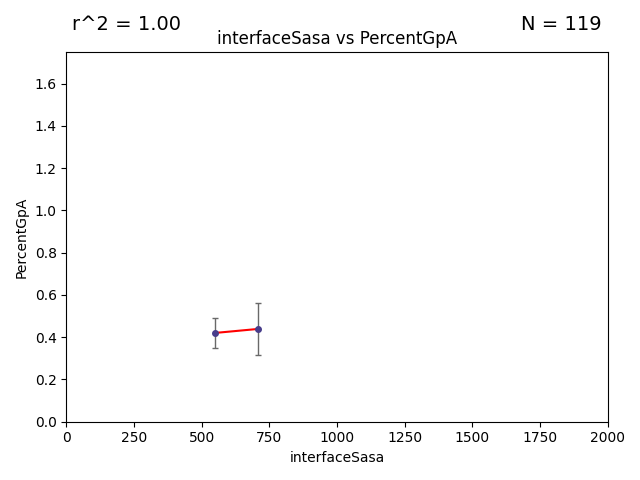 r^2 = 1.00
N = 119
interfaceSasa vs PercentGpA
1.6
1.4
1.2
1.0
0.8
0.6
0.4
0.2
0.0
PercentGpA
0 250 500 750 1000 1250 1500 1750 2000
interfaceSasa